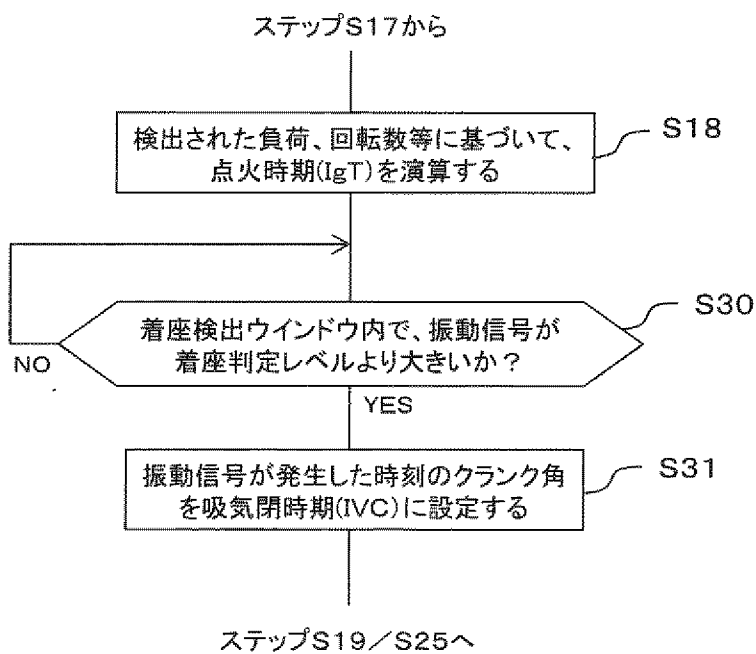 ステップS17から
検出された負荷、回転数等に基づいて、
点火時期(IgT)を演算する
S18
着座検出ウインドウ内で、振動信号が
着座判定レベルより大きいか？
S30
NO
YES
振動信号が発生した時刻のクランク角
を吸気閉時期(IVC)に設定する
S31
ステップS19／S25へ